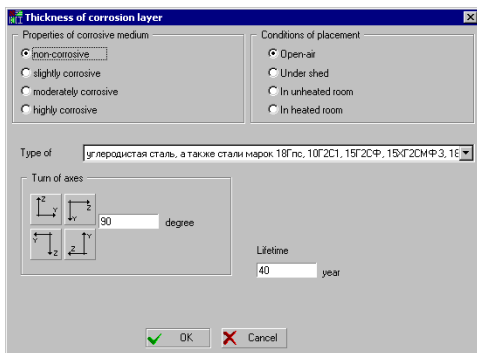 Thickness of corrosion layer
Properties of corrosive medium
non-corrosive
slightly corrosive
moderately corrosive
highly corrosive
Conditions of placement
Open-air
Under shed
In unheated room
In heated room
Type of
углеродистая сталь, а также стали марок 18Гпс, 10Г2С1, 15Г2СФ, 15ХГ2СМФЗ, 18
Turn of axes
Z Y
Z Y
Y Z
Y Z
90 degree
Lifetime
40 year
OK Cancel